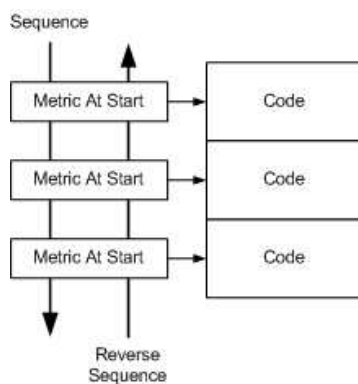 Sequence
Metric At Start
Code
Metric At Start
Code
Metric At Start
Code
Reverse
Sequence